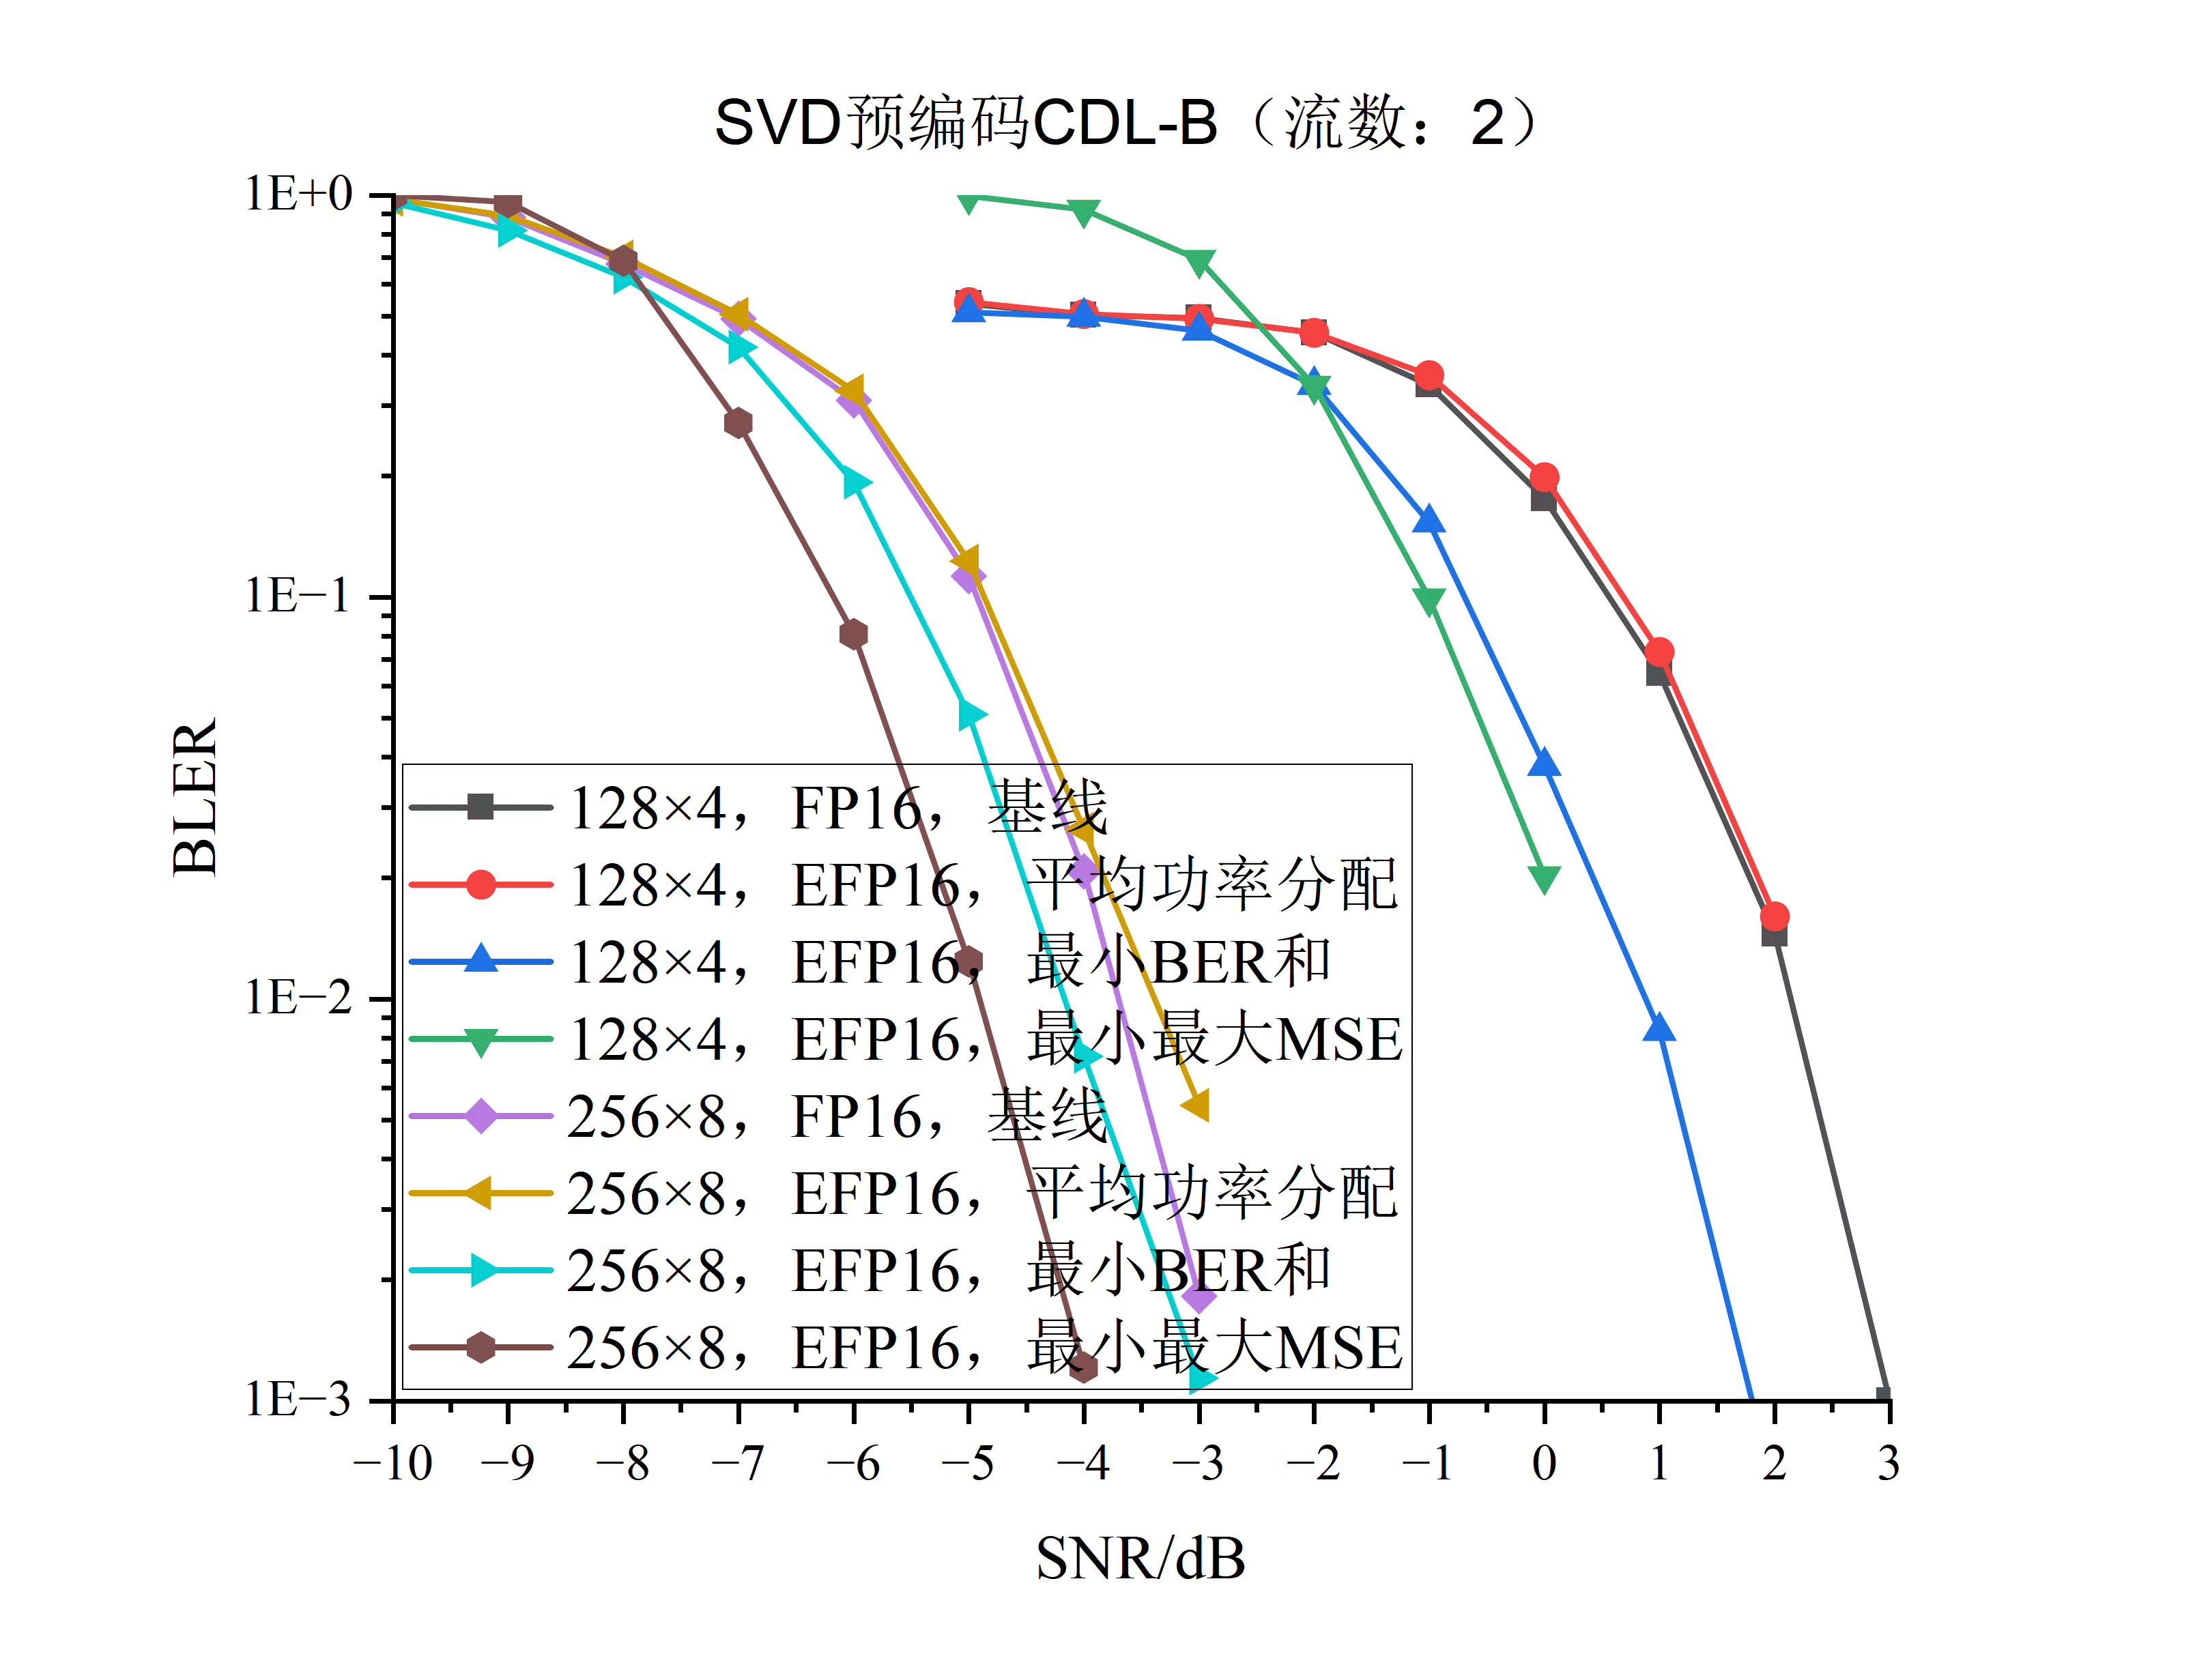 SVD预编码CDL-B（流数：2）
1E+0
1E−1
1E−2
1E−3
BLER
128×4，FP16，基线
128×4，EFP16，平均功率分配
128×4，EFP16，最小BER和
128×4，EFP16，最小最大MSE
256×8，FP16，基线
256×8，EFP16，平均功率分配
256×8，EFP16，最小BER和
256×8，EFP16，最小最大MSE
−10 −9 −8 −7 −6 −5 −4 −3 −2 −1 0 1 2 3
SNR/dB